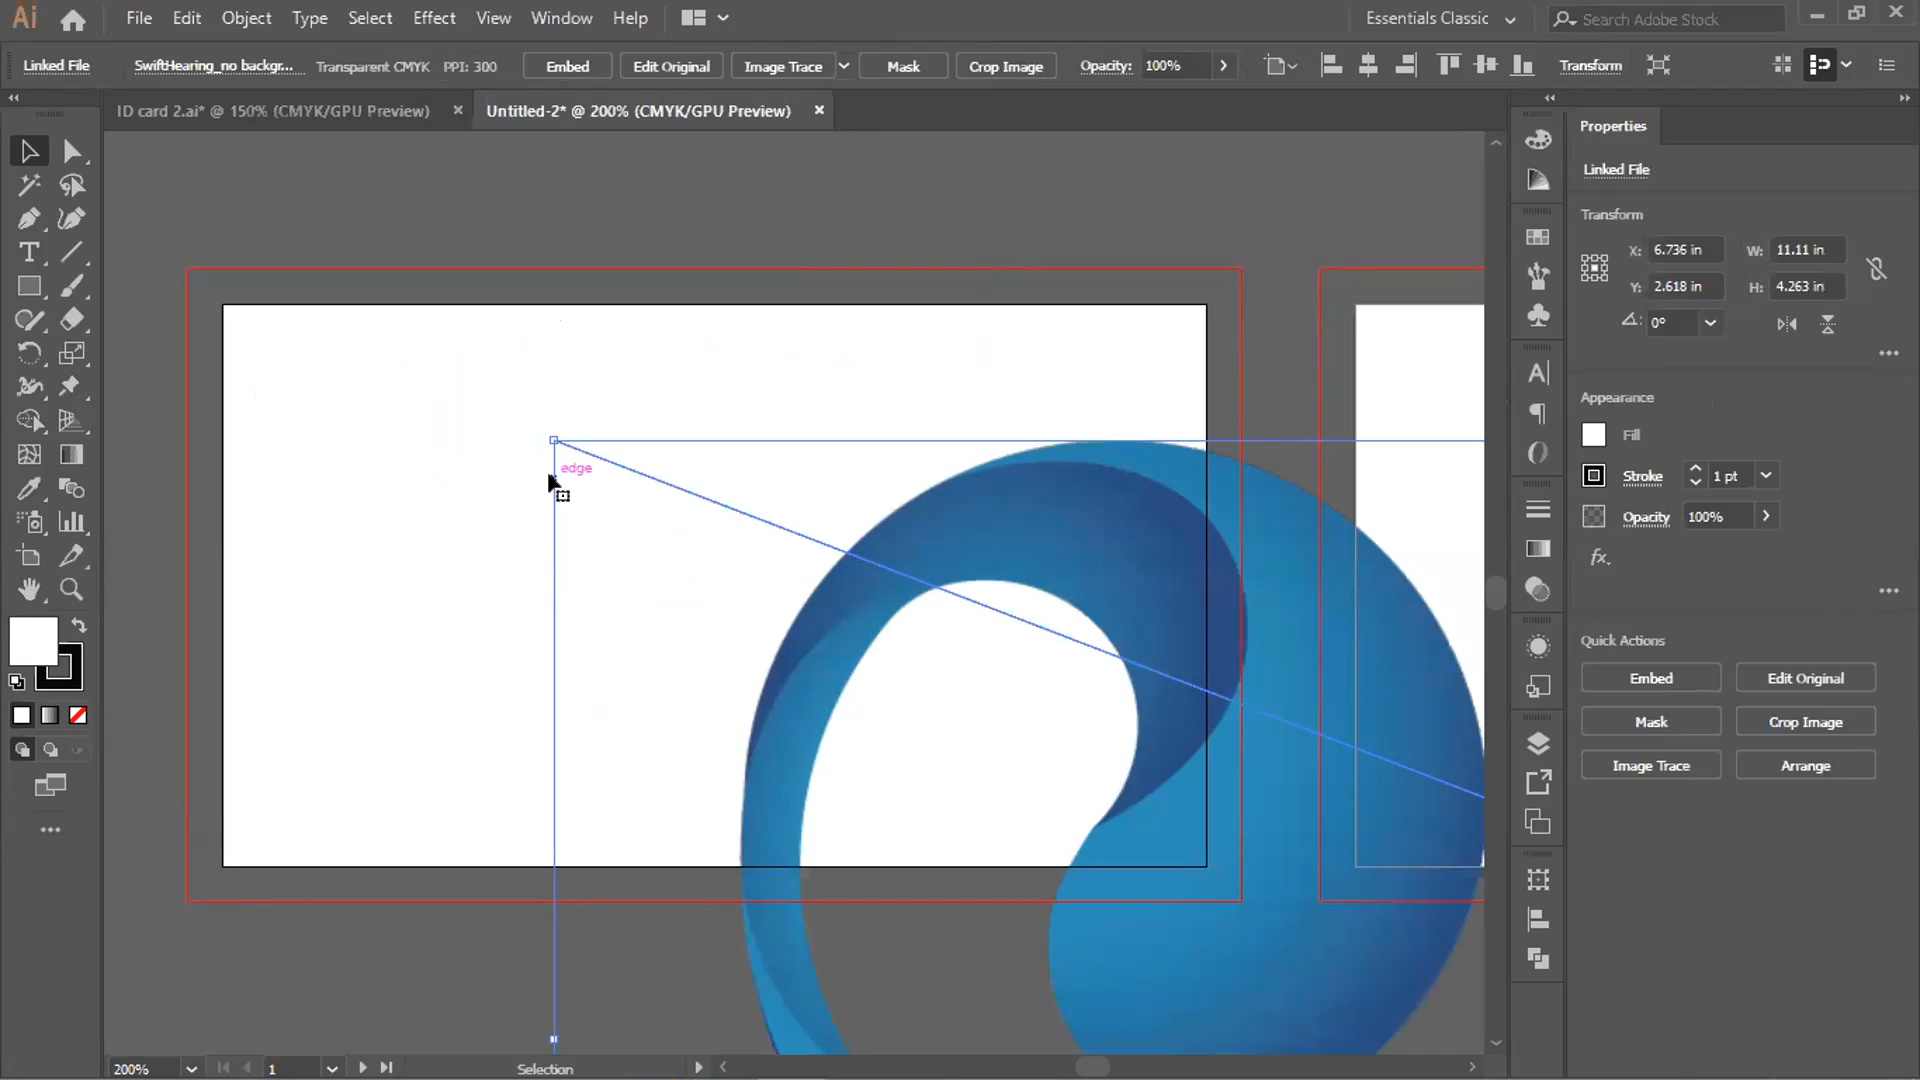 Ai File Edit Object Type Select Effect View Window Help Essentials Classic Search Adobe Stock
Linked File SwiftHearing_no backgr... Transparent CMYK PPI: 300 Embed Edit Original Image Trace Mask Crop Image Opacity: 100% Transform
ID card 2.ai* @ 150% (CMYK/GPU Preview) Untitled-2* @ 200% (CMYK/GPU Preview)
Properties
Linked File
Transform
X: 6.736 in W: 11.11 in
Y: 2.618 in H: 4.263 in
0°
Appearance
Fill
Stroke 1 pt
Opacity 100%
fx.
edge
Quick Actions
Embed Edit Original
Mask Crop Image
Image Trace Arrange
200% 1 Selection